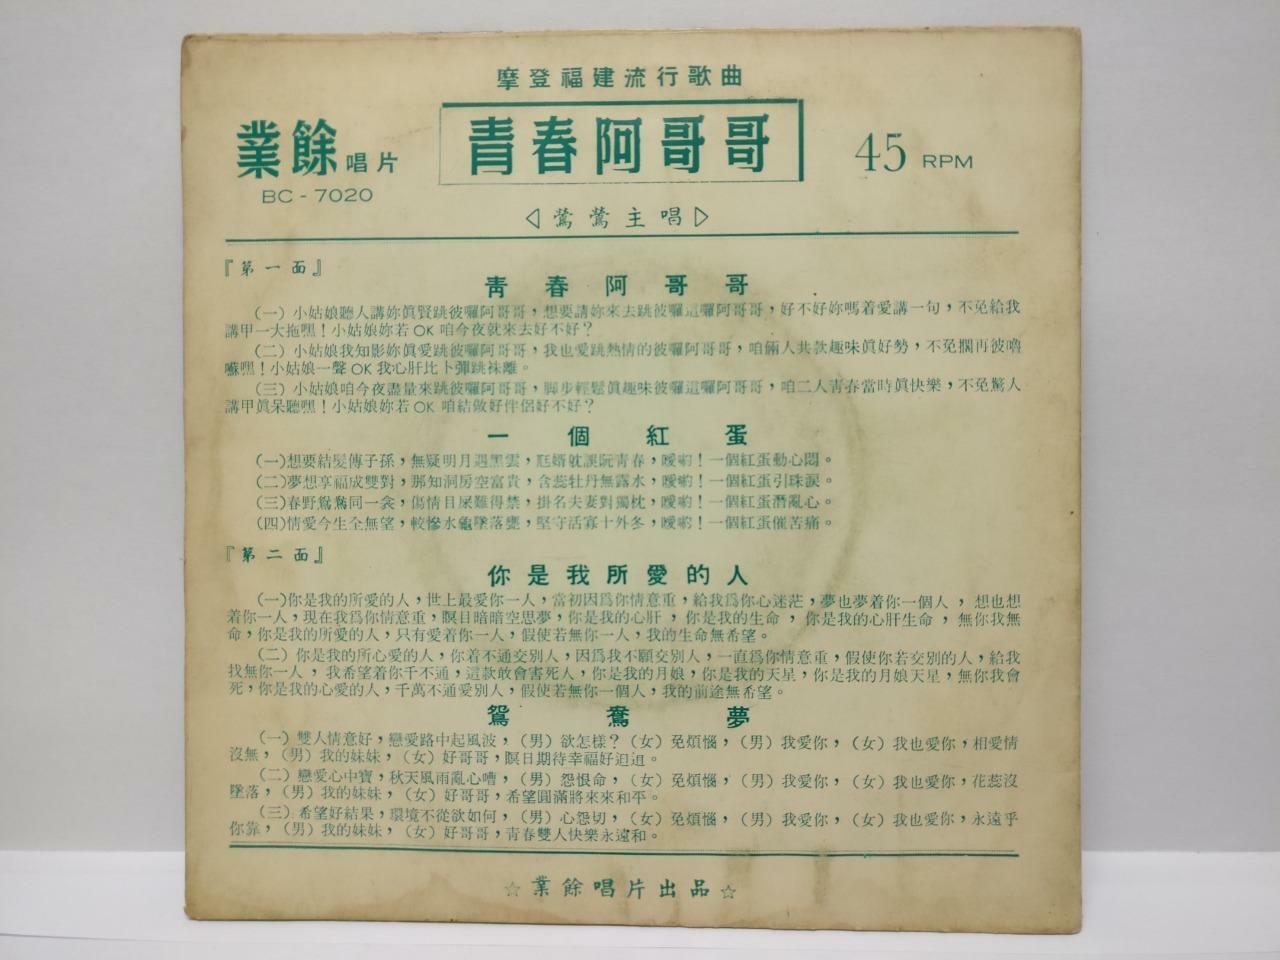 摩登福建流行歌曲
業餘唱片
BC - 7020
青春阿哥哥
45 RPM
◁鶯鶯主唱▷
『第一面』
青春阿哥哥
（一）小姑娘聽人講妳眞賢跳彼囉阿哥哥，想要請妳來去跳彼囉這囉阿哥哥，好不好妳嗎着愛講一句，不免給我
講甲一大拖嘿！小姑娘妳若OK咱今夜就來去好不好？
（二）小姑娘我知影妳眞愛跳彼囉阿哥哥，我也愛跳熱情的彼囉阿哥哥，咱倆人共款趣味眞好勢，不免擱再彼嚕
囌嘿！小姑娘一聲OK我心肝比卜彈跳袜離。
（三）小姑娘咱今夜盡量來跳彼囉阿哥哥，脚步輕鬆眞趣味彼囉這囉阿哥哥，咱二人靑春當時眞快樂，不免驚人
講甲眞呆聽嘿！小姑娘妳若OK咱結做好伴侶好不好？
一個紅蛋
（一）想要結髮傳子孫，無疑明月遇黑雲，尫婿躭誤阮青春，噯喲！一個紅蛋動心悶。
（二）夢想享福成雙對，那知洞房空富貴，含蕊牡丹無露水，噯喲！一個紅蛋引珠淚。
（三）春野鴛鴦同一衾，傷情目屎難得禁，掛名夫妻對獨枕，噯喲！一個紅蛋潛亂心。
（四）情愛今生全無望，較慘水龜墜落甕，堅守活寡十外冬，噯喲！一個紅蛋催苦痛。
『第二面』
你是我所愛的人
（一）你是我的所愛的人，世上最愛你一人，當初因爲你情意重，給我爲你心迷茫，夢也夢着你一個人，想也想
着你一人，現在我爲你情意重，瞑日暗暗空思夢，你是我的心肝，你是我的生命，你是我的心肝生命，無你我無
命，你是我的所愛的人，只有愛着你一人，假使若無你一人，我的生命無希望。
（二）你是我的所心愛的人，你着不通交別人，因爲我不願交別人，一直爲你情意重，假使你若交別的人，給我
找無你一人，我希望着你千不通，這款敢會害死人，你是我的月娘，你是我的天星，你是我的月娘天星，無你我會
死，你是我的心愛的人，千萬不通愛別人，假使若無你一個人，我的前途無希望。
鴛鴦夢
（一）雙人情意好，戀愛路中起風波，（男）欲怎樣？（女）免煩惱，（男）我愛你，（女）我也愛你，相愛情
沒無，（男）我的妹妹，（女）好哥哥，瞑日期待幸福好迫迌。
（二）戀愛心中寶，秋天風雨亂心嘈，（男）怨恨命，（女）免煩惱，（男）我愛你，（女）我也愛你，花蕊沒
墜落，（男）我的妹妹，（女）好哥哥，希望圓滿將來來和平。
（三）希望好結果，環境不從欲如何，（男）心怨切，（女）免煩惱，（男）我愛你，（女）我也愛你，永遠乎
你靠，（男）我的妹妹，（女）好哥哥，靑春雙人快樂永遠和。
☆業餘唱片出品☆